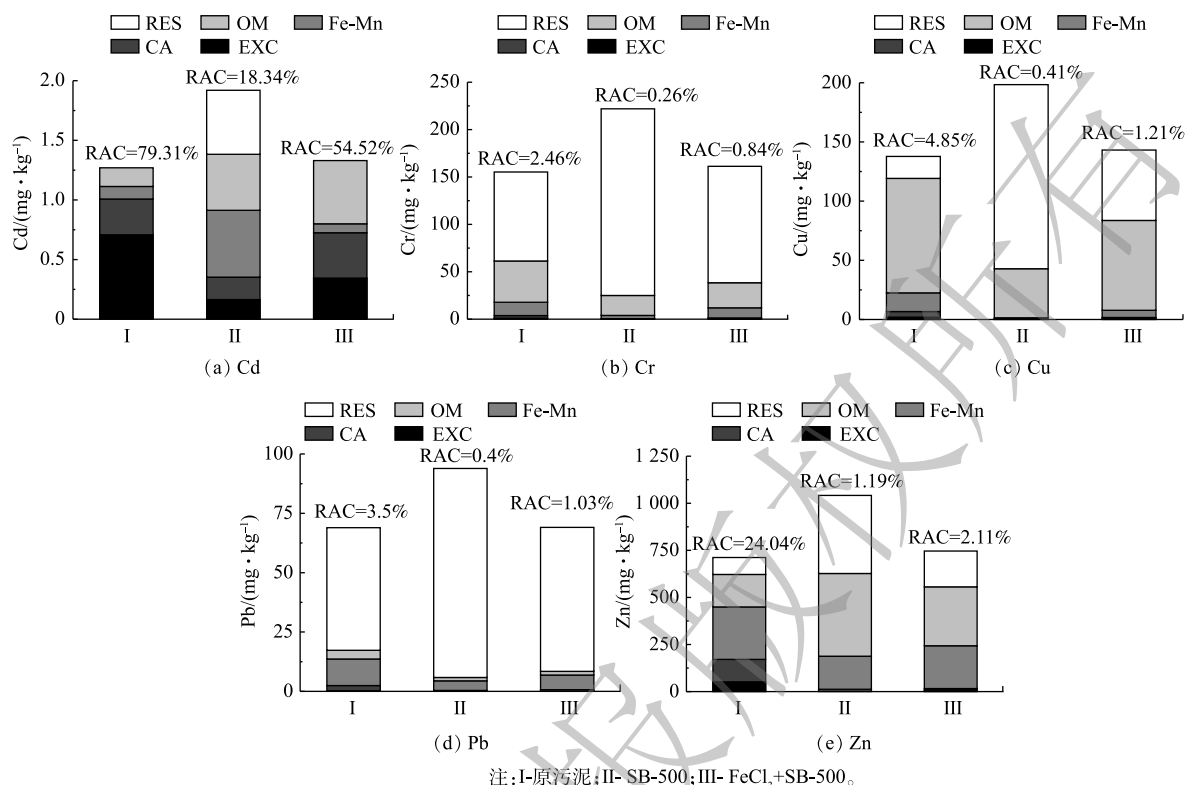 RES OM Fe-Mn
CA EXC
RAC=18.34%
RAC=79.31%
RAC=54.52%
2.0
1.5
1.0
0.5
0
Cd/(mg·kg⁻¹)
I II III
(a) Cd
RES OM Fe-Mn
CA EXC
RAC=0.26%
RAC=2.46%
RAC=0.84%
250
200
150
100
50
0
Cr/(mg·kg⁻¹)
I II III
(b) Cr
RES OM Fe-Mn
CA EXC
RAC=0.41%
RAC=4.85%
RAC=1.21%
200
150
100
50
0
Cu/(mg·kg⁻¹)
I II III
(c) Cu
RES OM Fe-Mn
CA EXC
RAC=0.4%
RAC=3.5%
RAC=1.03%
100
75
50
25
0
Pb/(mg·kg⁻¹)
I II III
(d) Pb
RES OM Fe-Mn
CA EXC
RAC=1.19%
RAC=24.04%
RAC=2.11%
1 250
1 000
750
500
250
0
Zn/(mg·kg⁻¹)
I II III
(e) Zn
注:I-原污泥;II- SB-500;III- FeCl₃+SB-500。
报版权所有